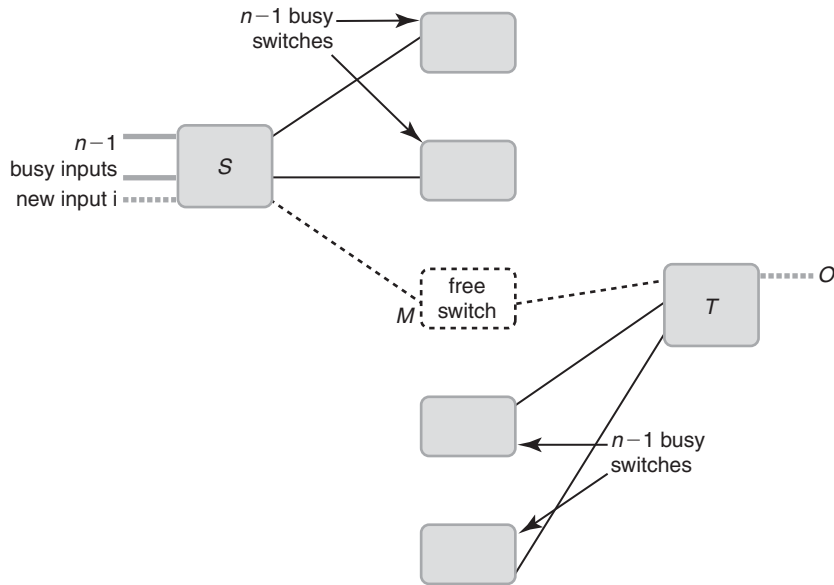 n−1 busy
switches
n−1
busy inputs
new input i
S
free
switch
M
T
O
n−1 busy
switches